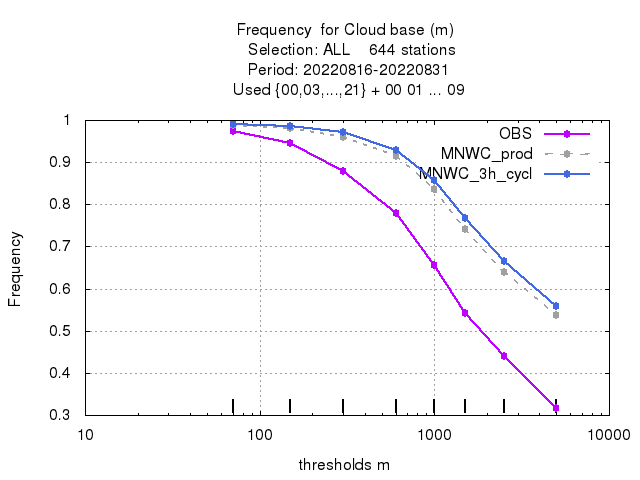 Frequency  for Cloud base (m)
Selection: ALL    644 stations
Period: 20220816-20220831
Used {00,03,...,21} + 00 01 ... 09
OBS
MNWC_prod
MNWC_3h_cycl
1
0.9
0.8
0.7
0.6
0.5
0.4
0.3
Frequency
10
100
1000
10000
thresholds m